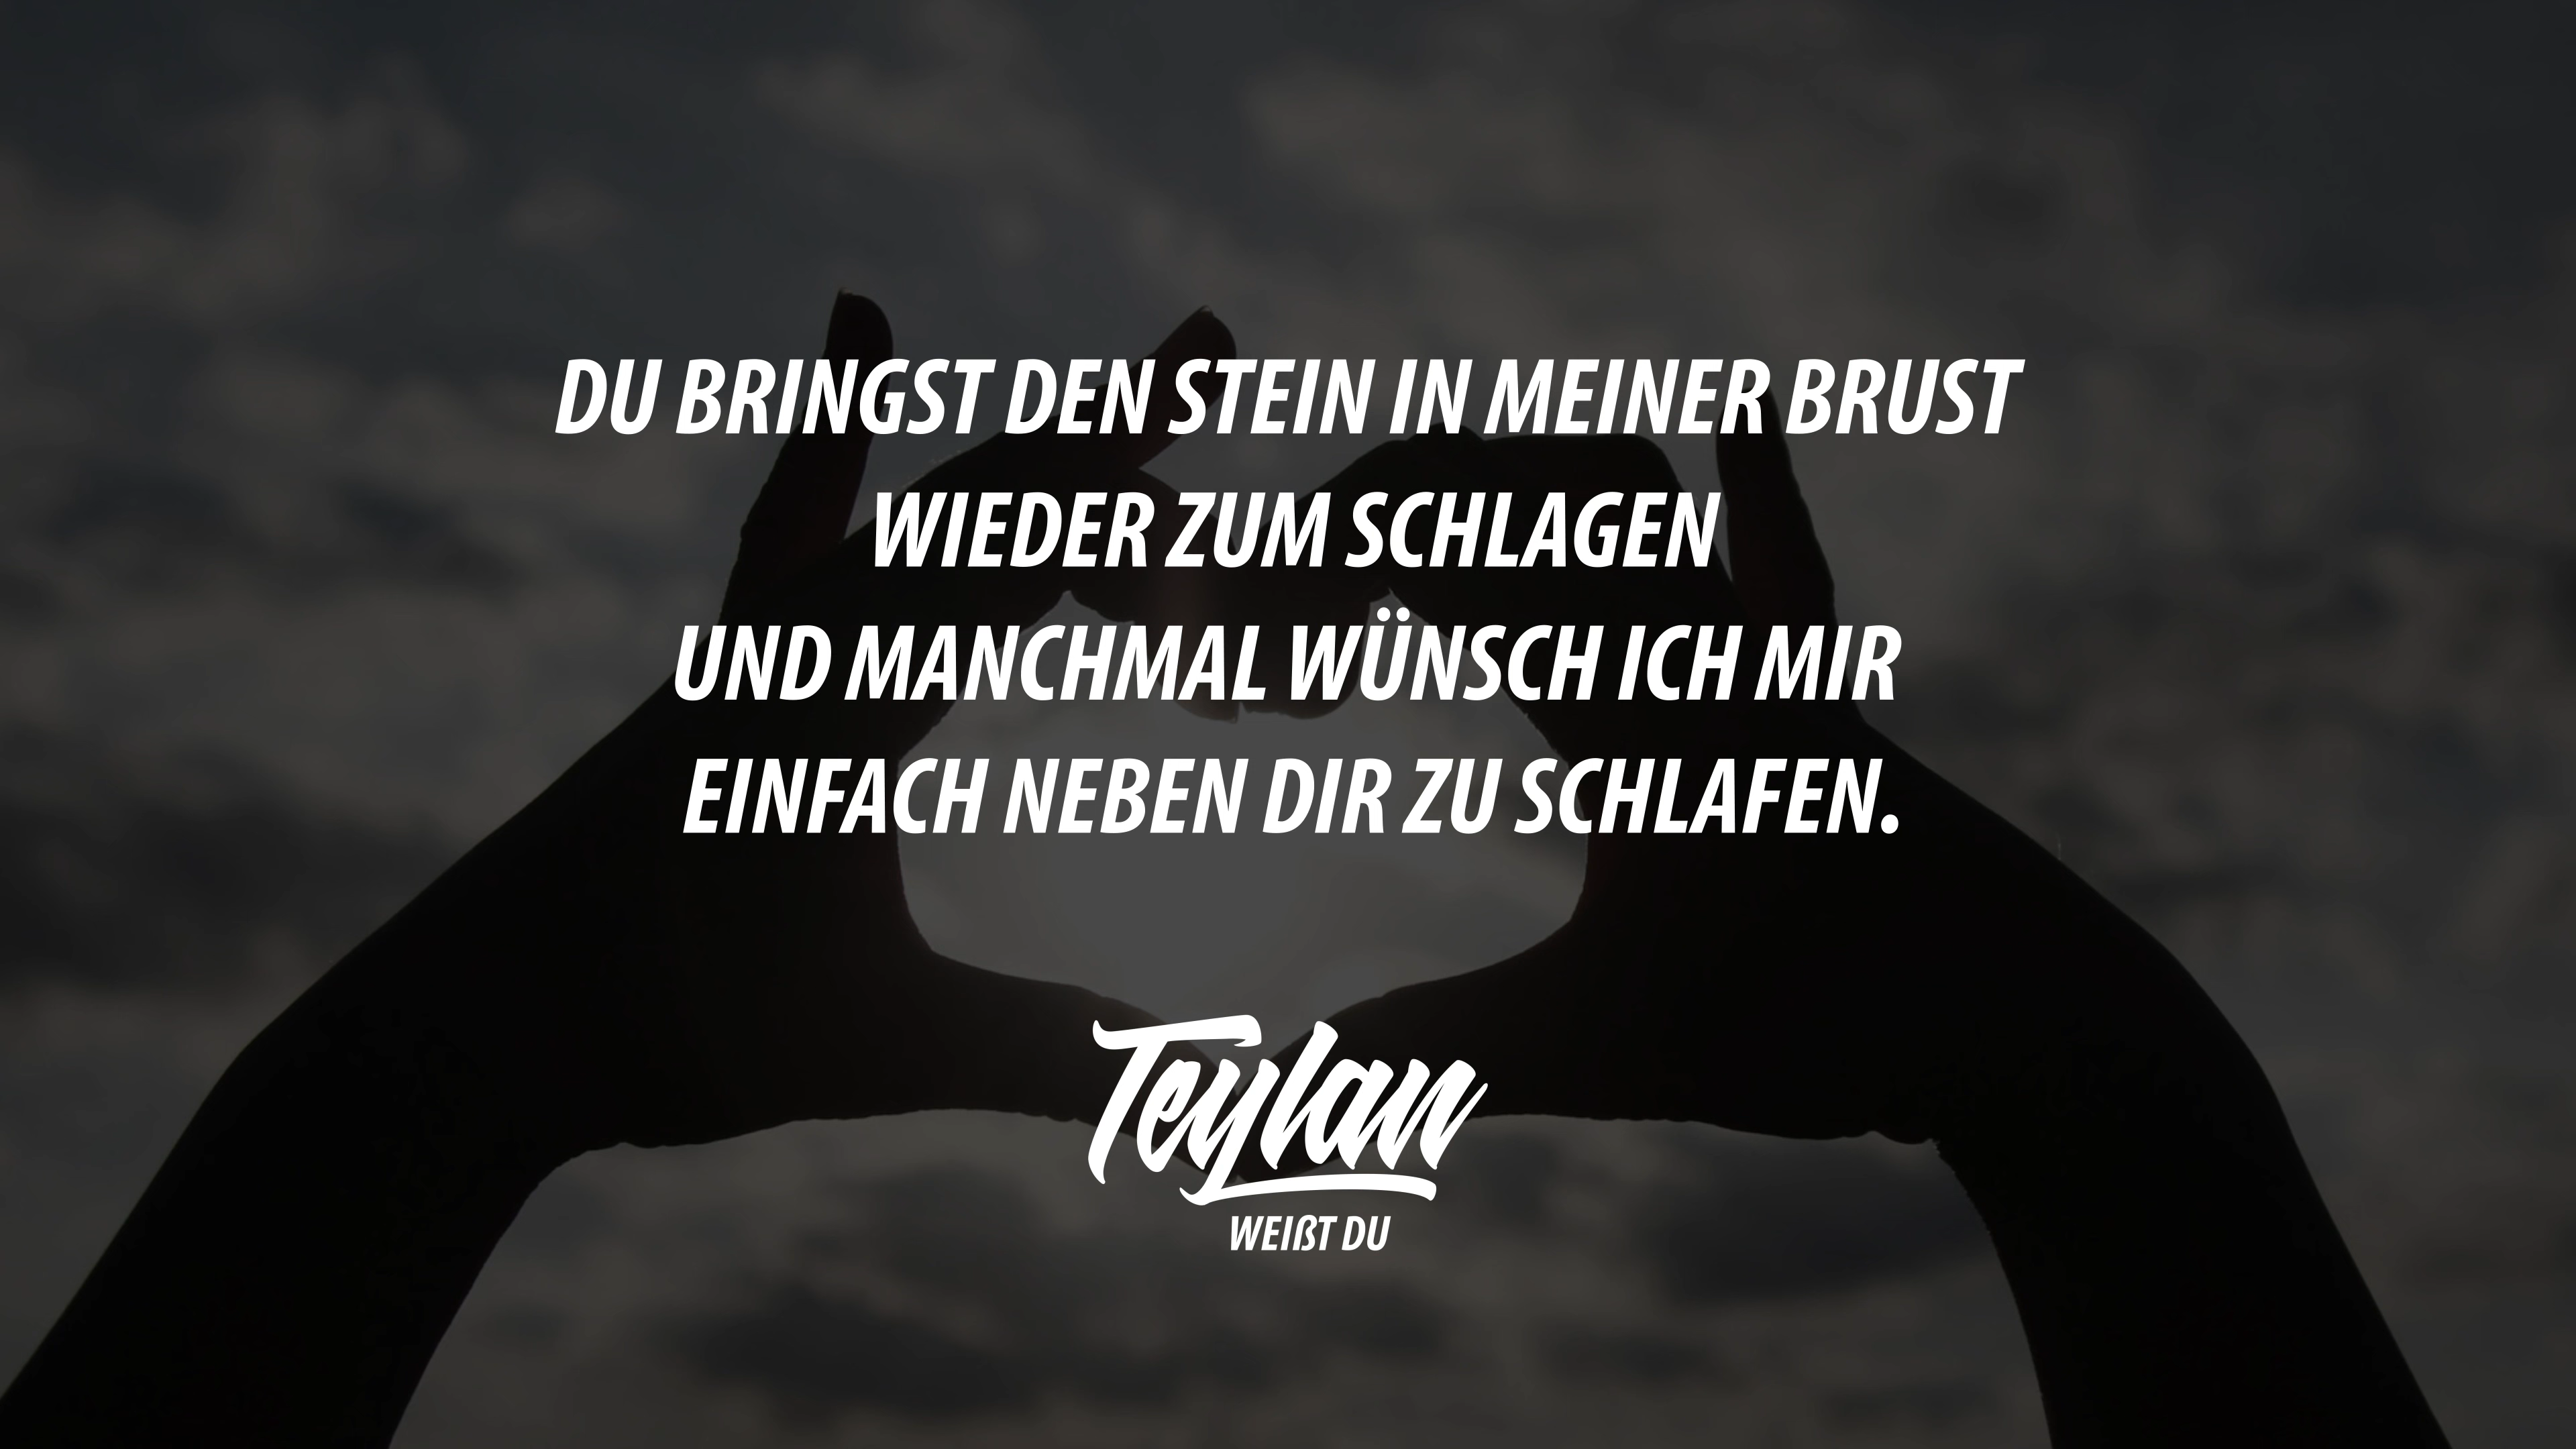 DU BRINGST DEN STEIN IN MEINER BRUST
WIEDER ZUM SCHLAGEN
UND MANCHMAL WÜNSCH ICH MIR
EINFACH NEBEN DIR ZU SCHLAFEN.
Teylan
WEIßT DU